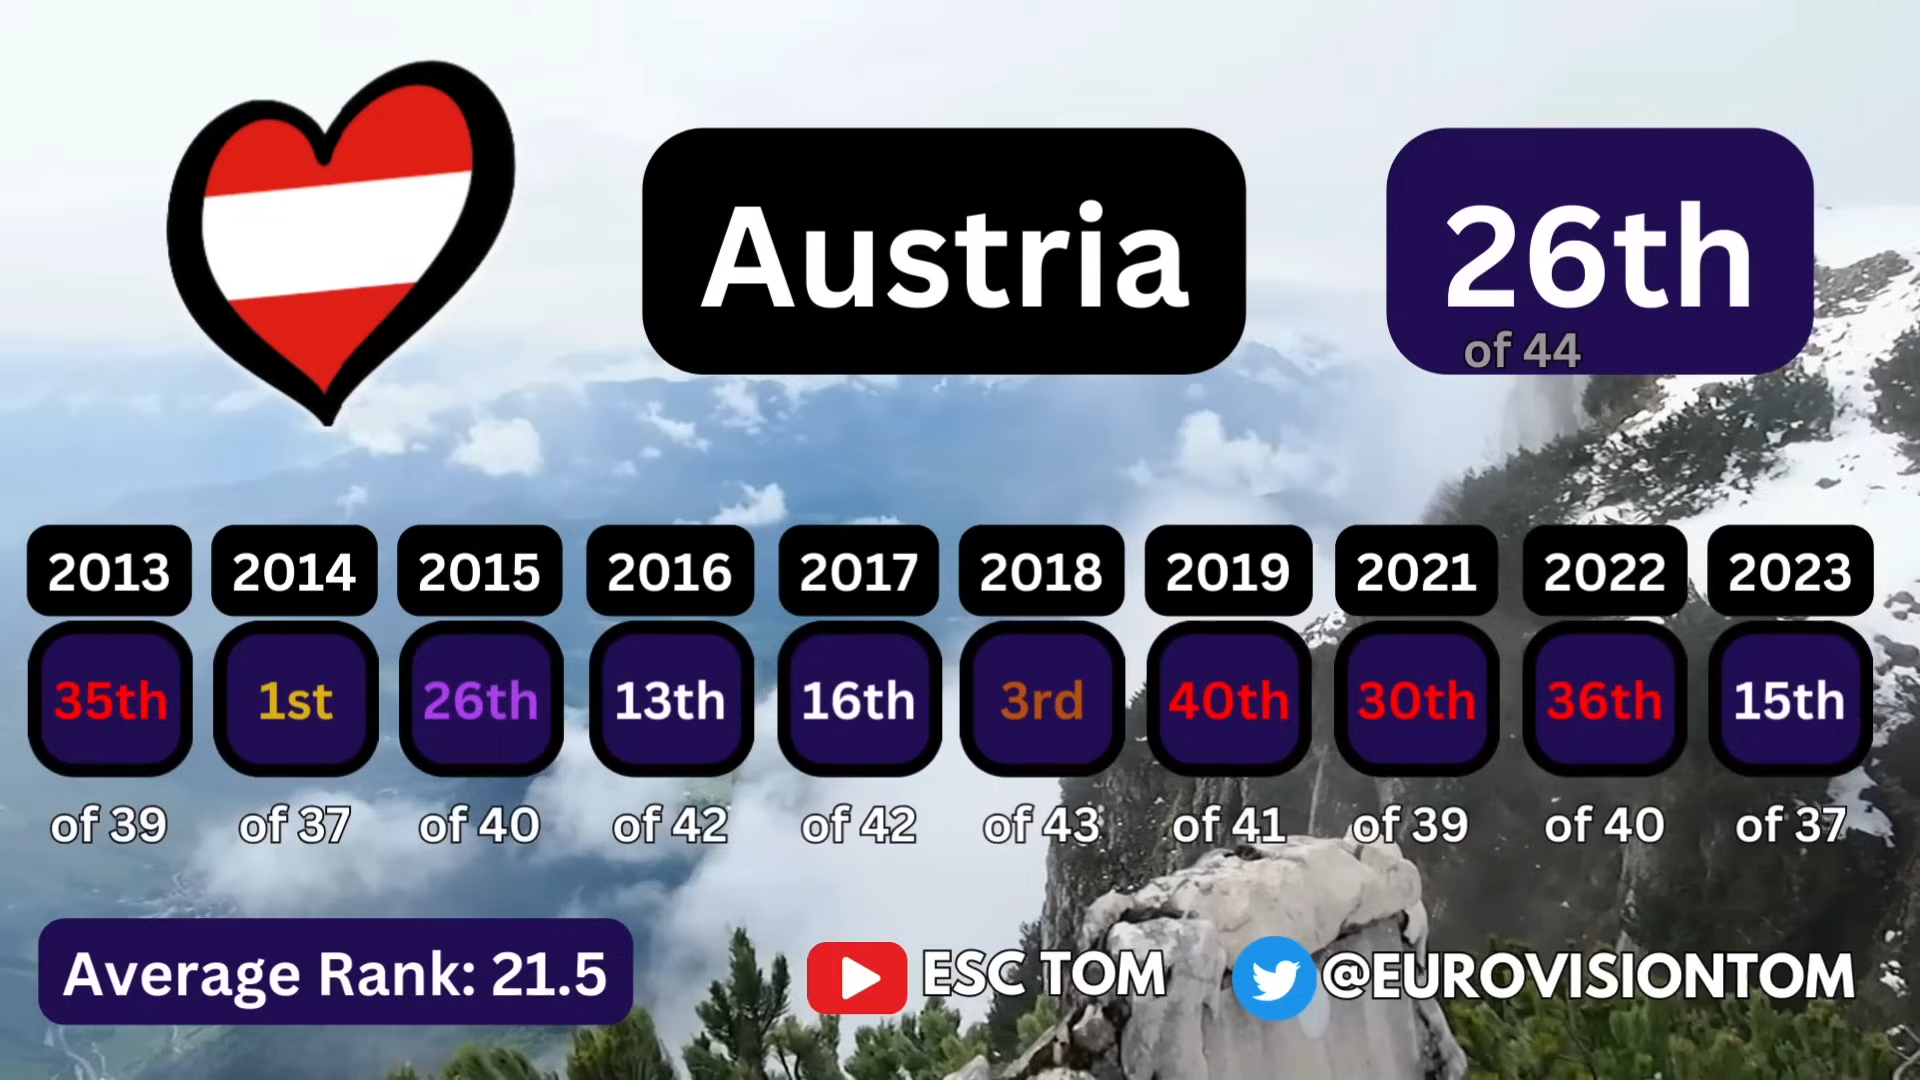 Austria
26th
of 44
2013 2014 2015 2016 2017 2018 2019 2021 2022 2023
35th 1st 26th 13th 16th 3rd 40th 30th 36th 15th
of 39 of 37 of 40 of 42 of 42 of 43 of 41 of 39 of 40 of 37
Average Rank: 21.5
ESC TOM
@EUROVISIONTOM